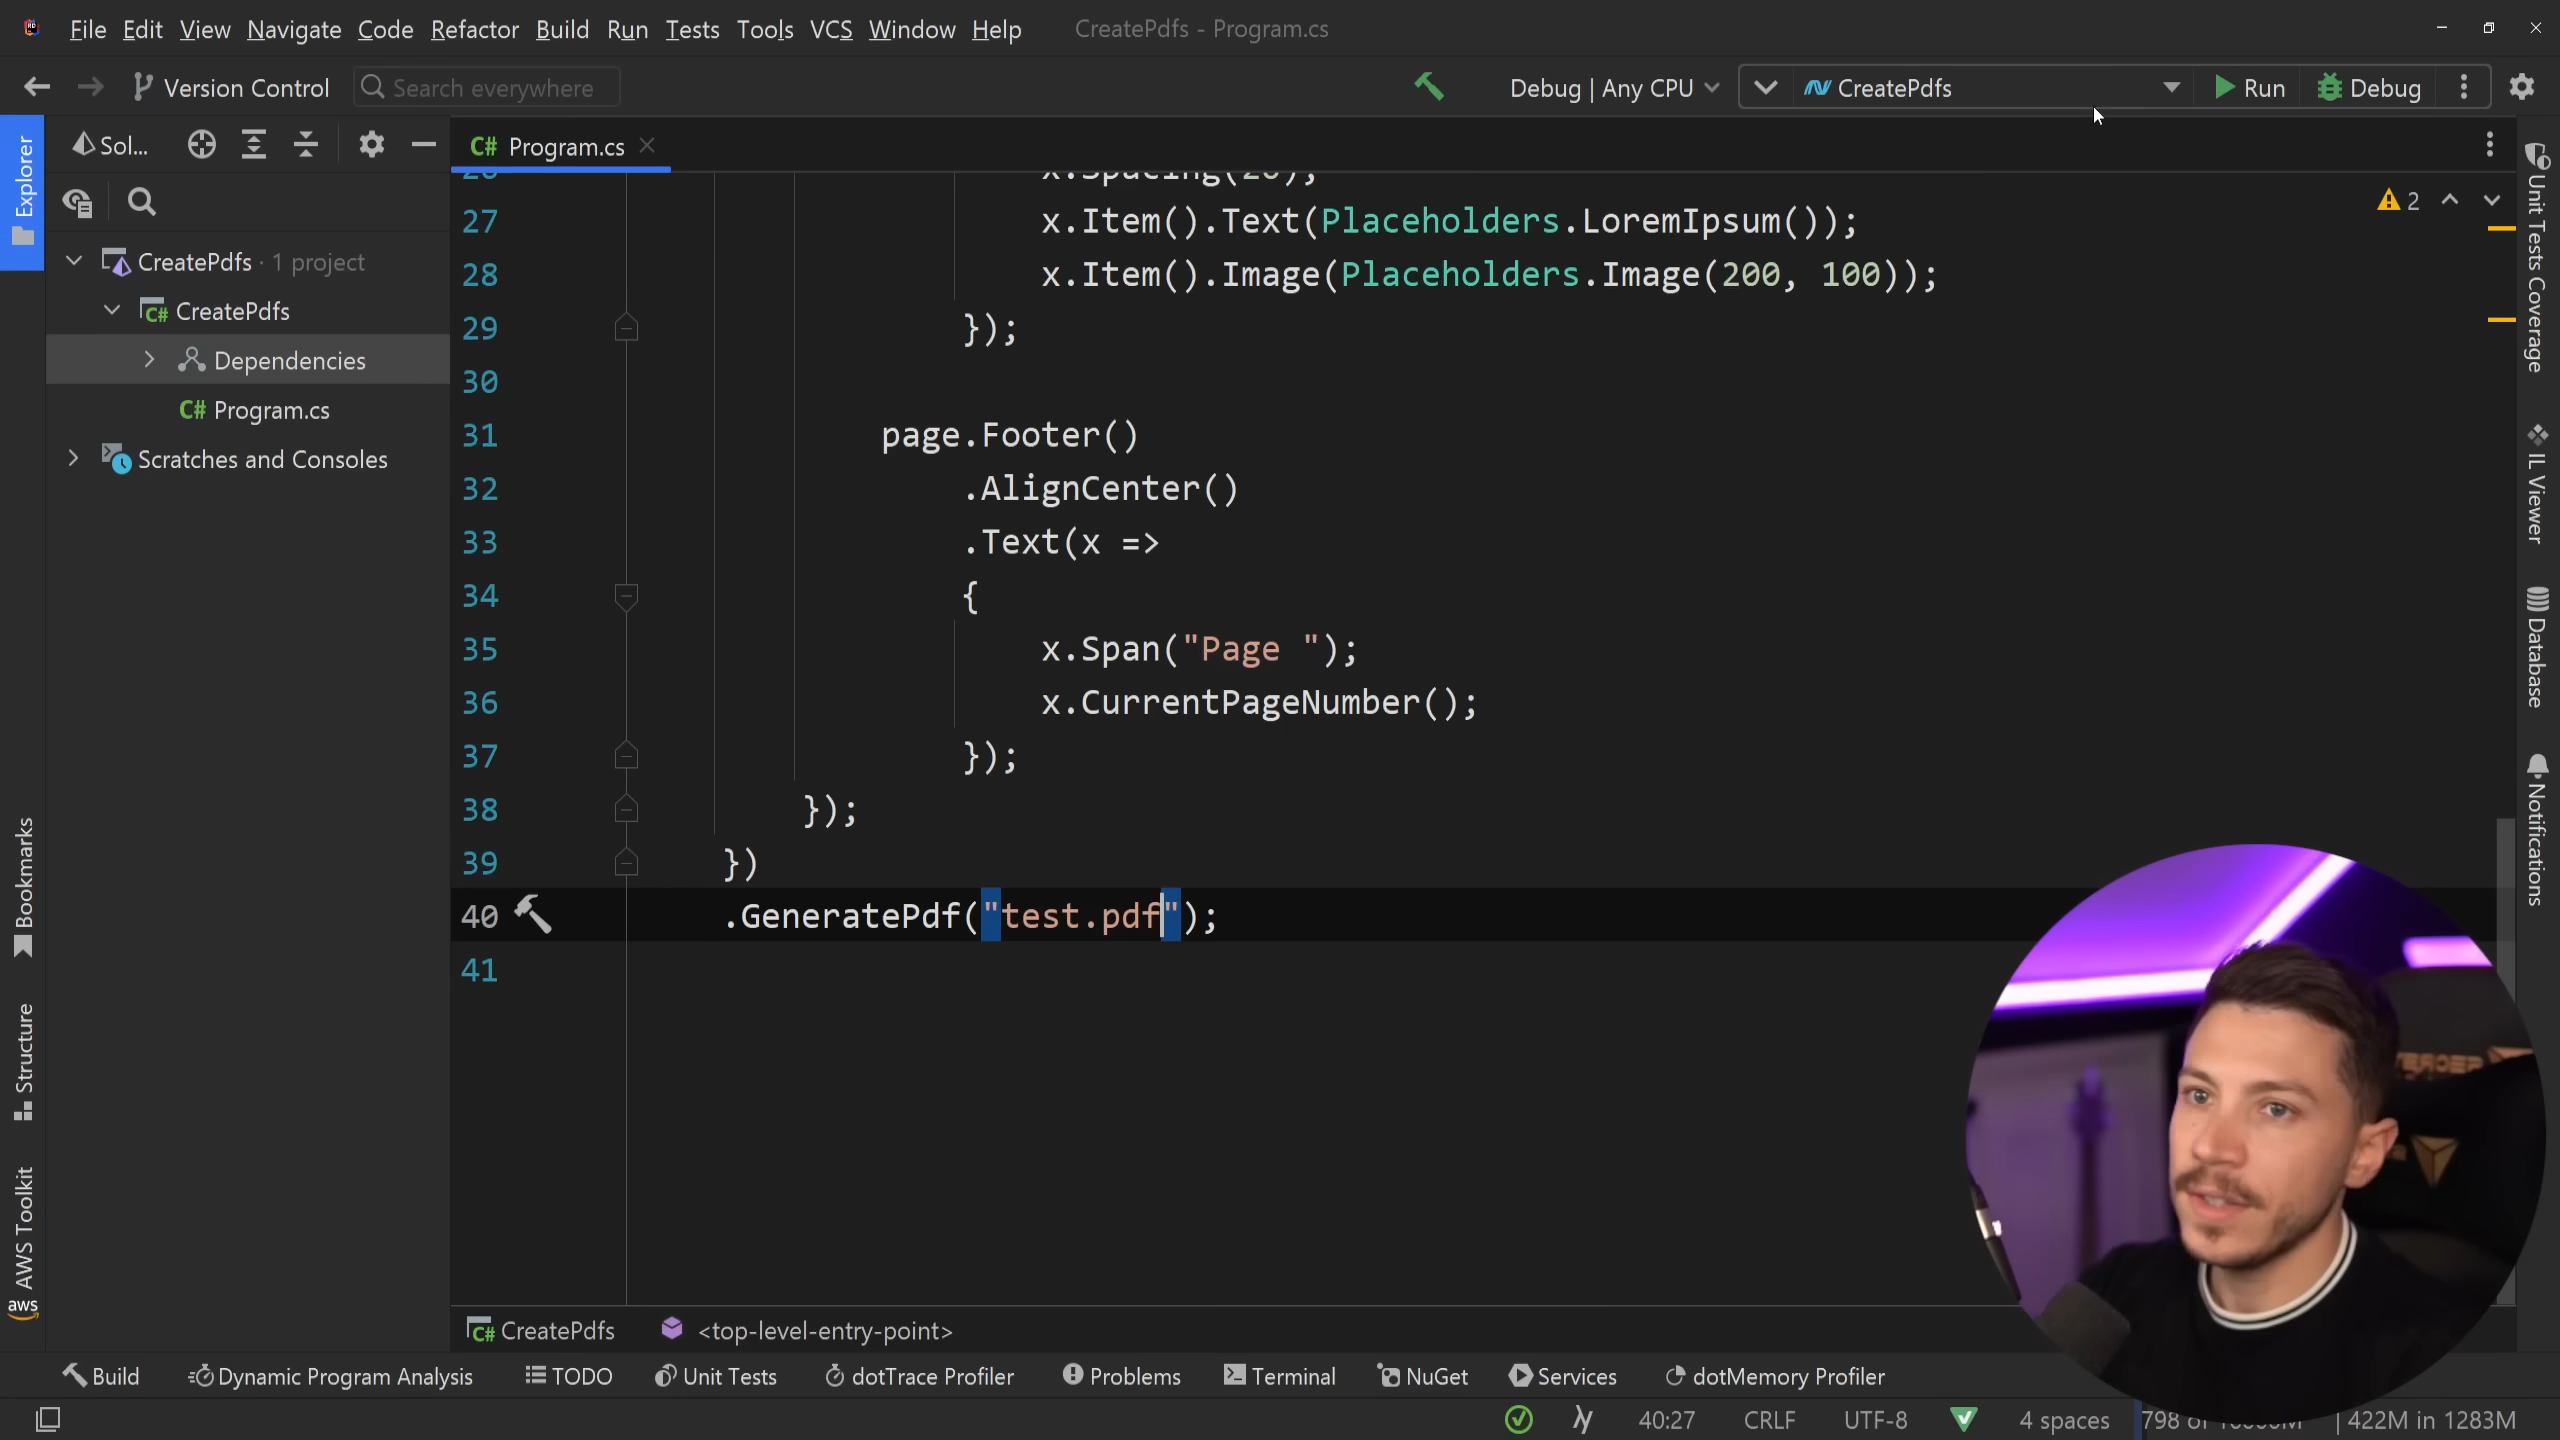 File Edit View Navigate Code Refactor Build Run Tests Tools VCS Window Help CreatePdfs - Program.cs
Version Control Search everywhere Debug | Any CPU CreatePdfs Run Debug
Explorer
Sol...
C# Program.cs
CreatePdfs · 1 project
C# CreatePdfs
Dependencies
C# Program.cs
Scratches and Consoles
Bookmarks
Structure
AWS Toolkit
aws
x.Spacing(20);
27 x.Item().Text(Placeholders.LoremIpsum());
28 x.Item().Image(Placeholders.Image(200, 100));
29 });
30
31 page.Footer()
32 .AlignCenter()
33 .Text(x =>
34 {
35 x.Span("Page ");
36 x.CurrentPageNumber();
37 });
38 });
39 })
40 .GeneratePdf("test.pdf");
41
2
Unit Tests Coverage
IL Viewer
Database
Notifications
C# CreatePdfs <top-level-entry-point>
Build Dynamic Program Analysis TODO Unit Tests dotTrace Profiler Problems Terminal NuGet Services dotMemory Profiler
40:27 CRLF UTF-8 4 spaces 798 of 422M in 1283M